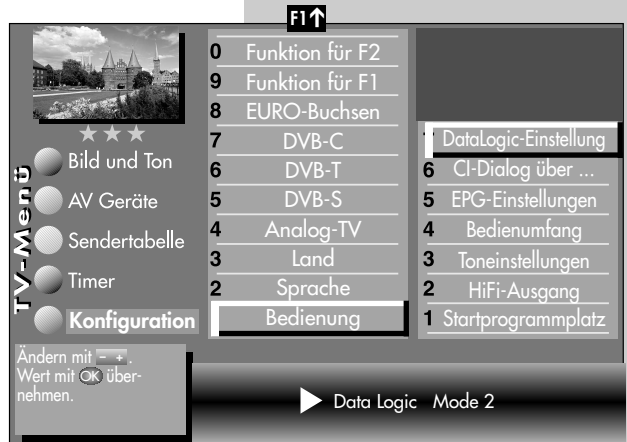 F1↑
TV-Menü
Bild und Ton
AV Geräte
Sendertabelle
Timer
Konfiguration
0 Funktion für F2
9 Funktion für F1
8 EURO-Buchsen
7 DVB-C
6 DVB-T
5 DVB-S
4 Analog-TV
3 Land
2 Sprache
Bedienung
DataLogic-Einstellung
6 CI-Dialog über ...
5 EPG-Einstellungen
4 Bedienumfang
3 Toneinstellungen
2 HiFi-Ausgang
1 Startprogrammplatz
Ändern mit - + .
Wert mit OK über-
nehmen.
Data Logic Mode 2